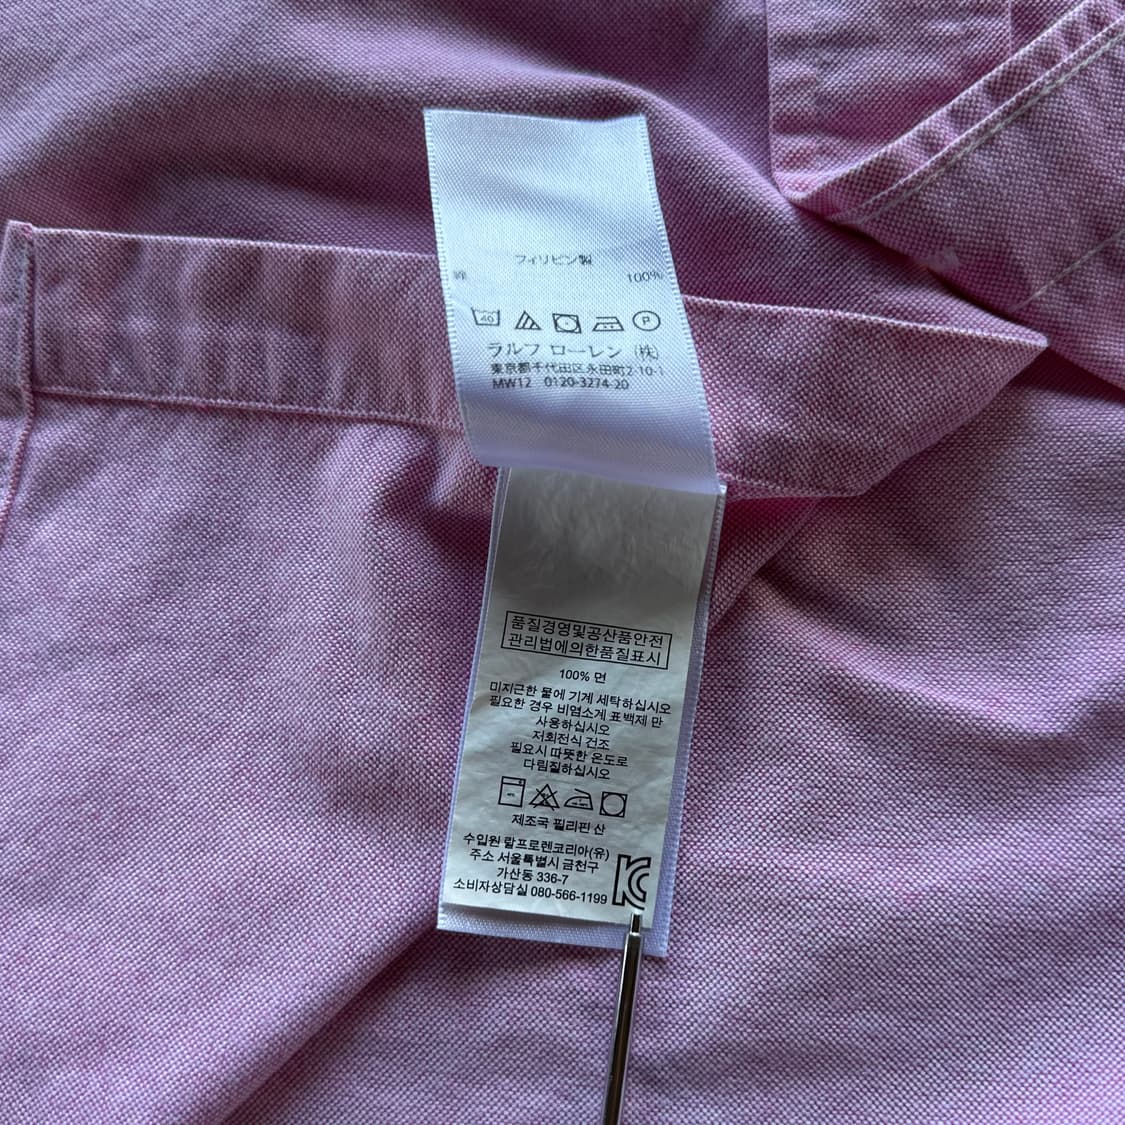 フィリピン製
綿 100%
40 P
ラルフ ローレン (株)
東京都千代田区永田町2-10-1
MW12 0120-3274-20
품질경영및공산품안전
관리법에의한품질표시
100% 면
미지근한 물에 기계 세탁하십시오
필요한 경우 비염소계 표백제 만
사용하십시오
저회전식 건조
필요시 따뜻한 온도로
다림질하십시오
제조국 필리핀 산
수입원 랄프로렌코리아(유)
주소 서울특별시 금천구
가산동 336-7
소비자상담실 080-566-1199